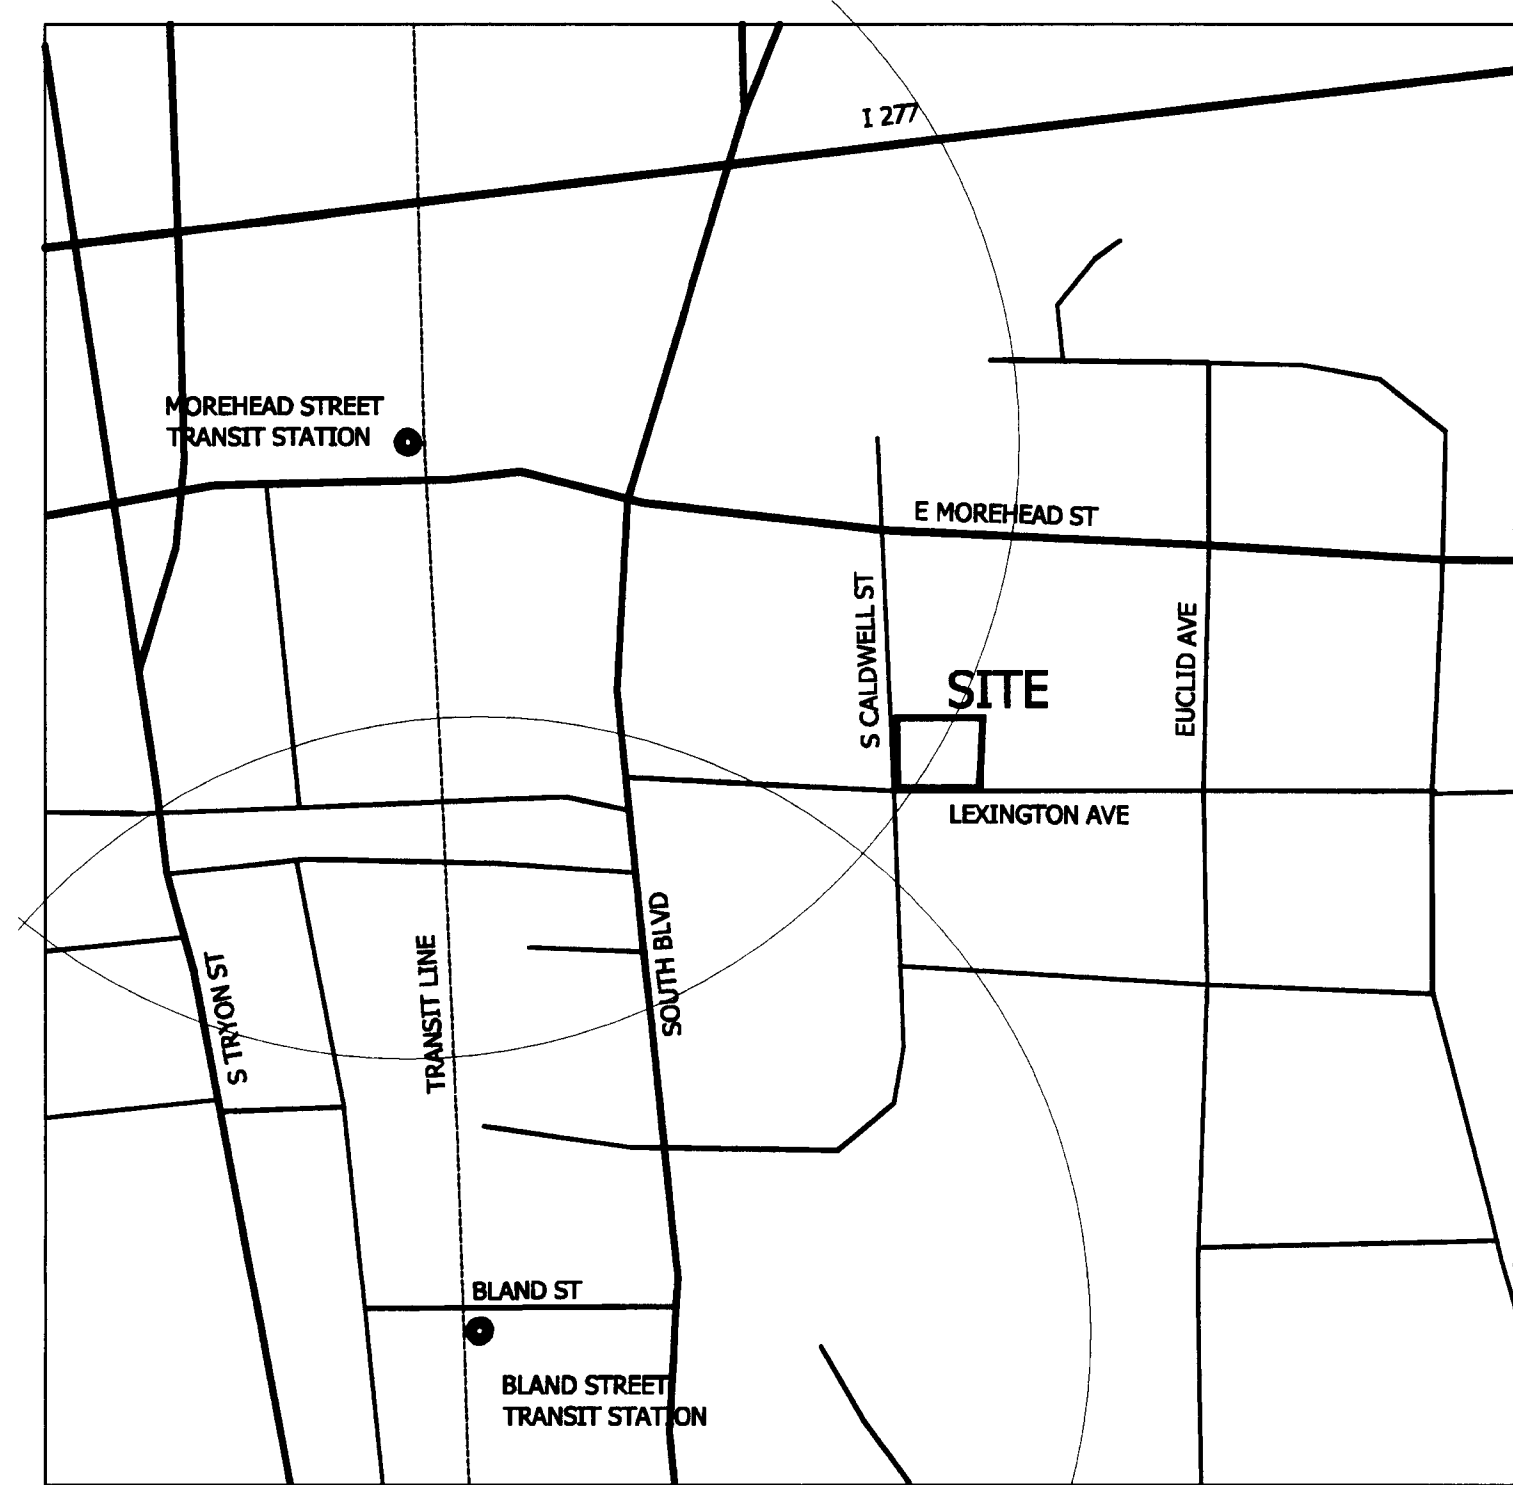 I 277
MOREHEAD STREET
TRANSIT STATION
E MOREHEAD ST
S CALDWELL ST
EUCLID AVE
SITE
LEXINGTON AVE
SOUTH BLVD
TRANSIT LINE
S TRYON ST
BLAND ST
BLAND STREET
TRANSIT STATION